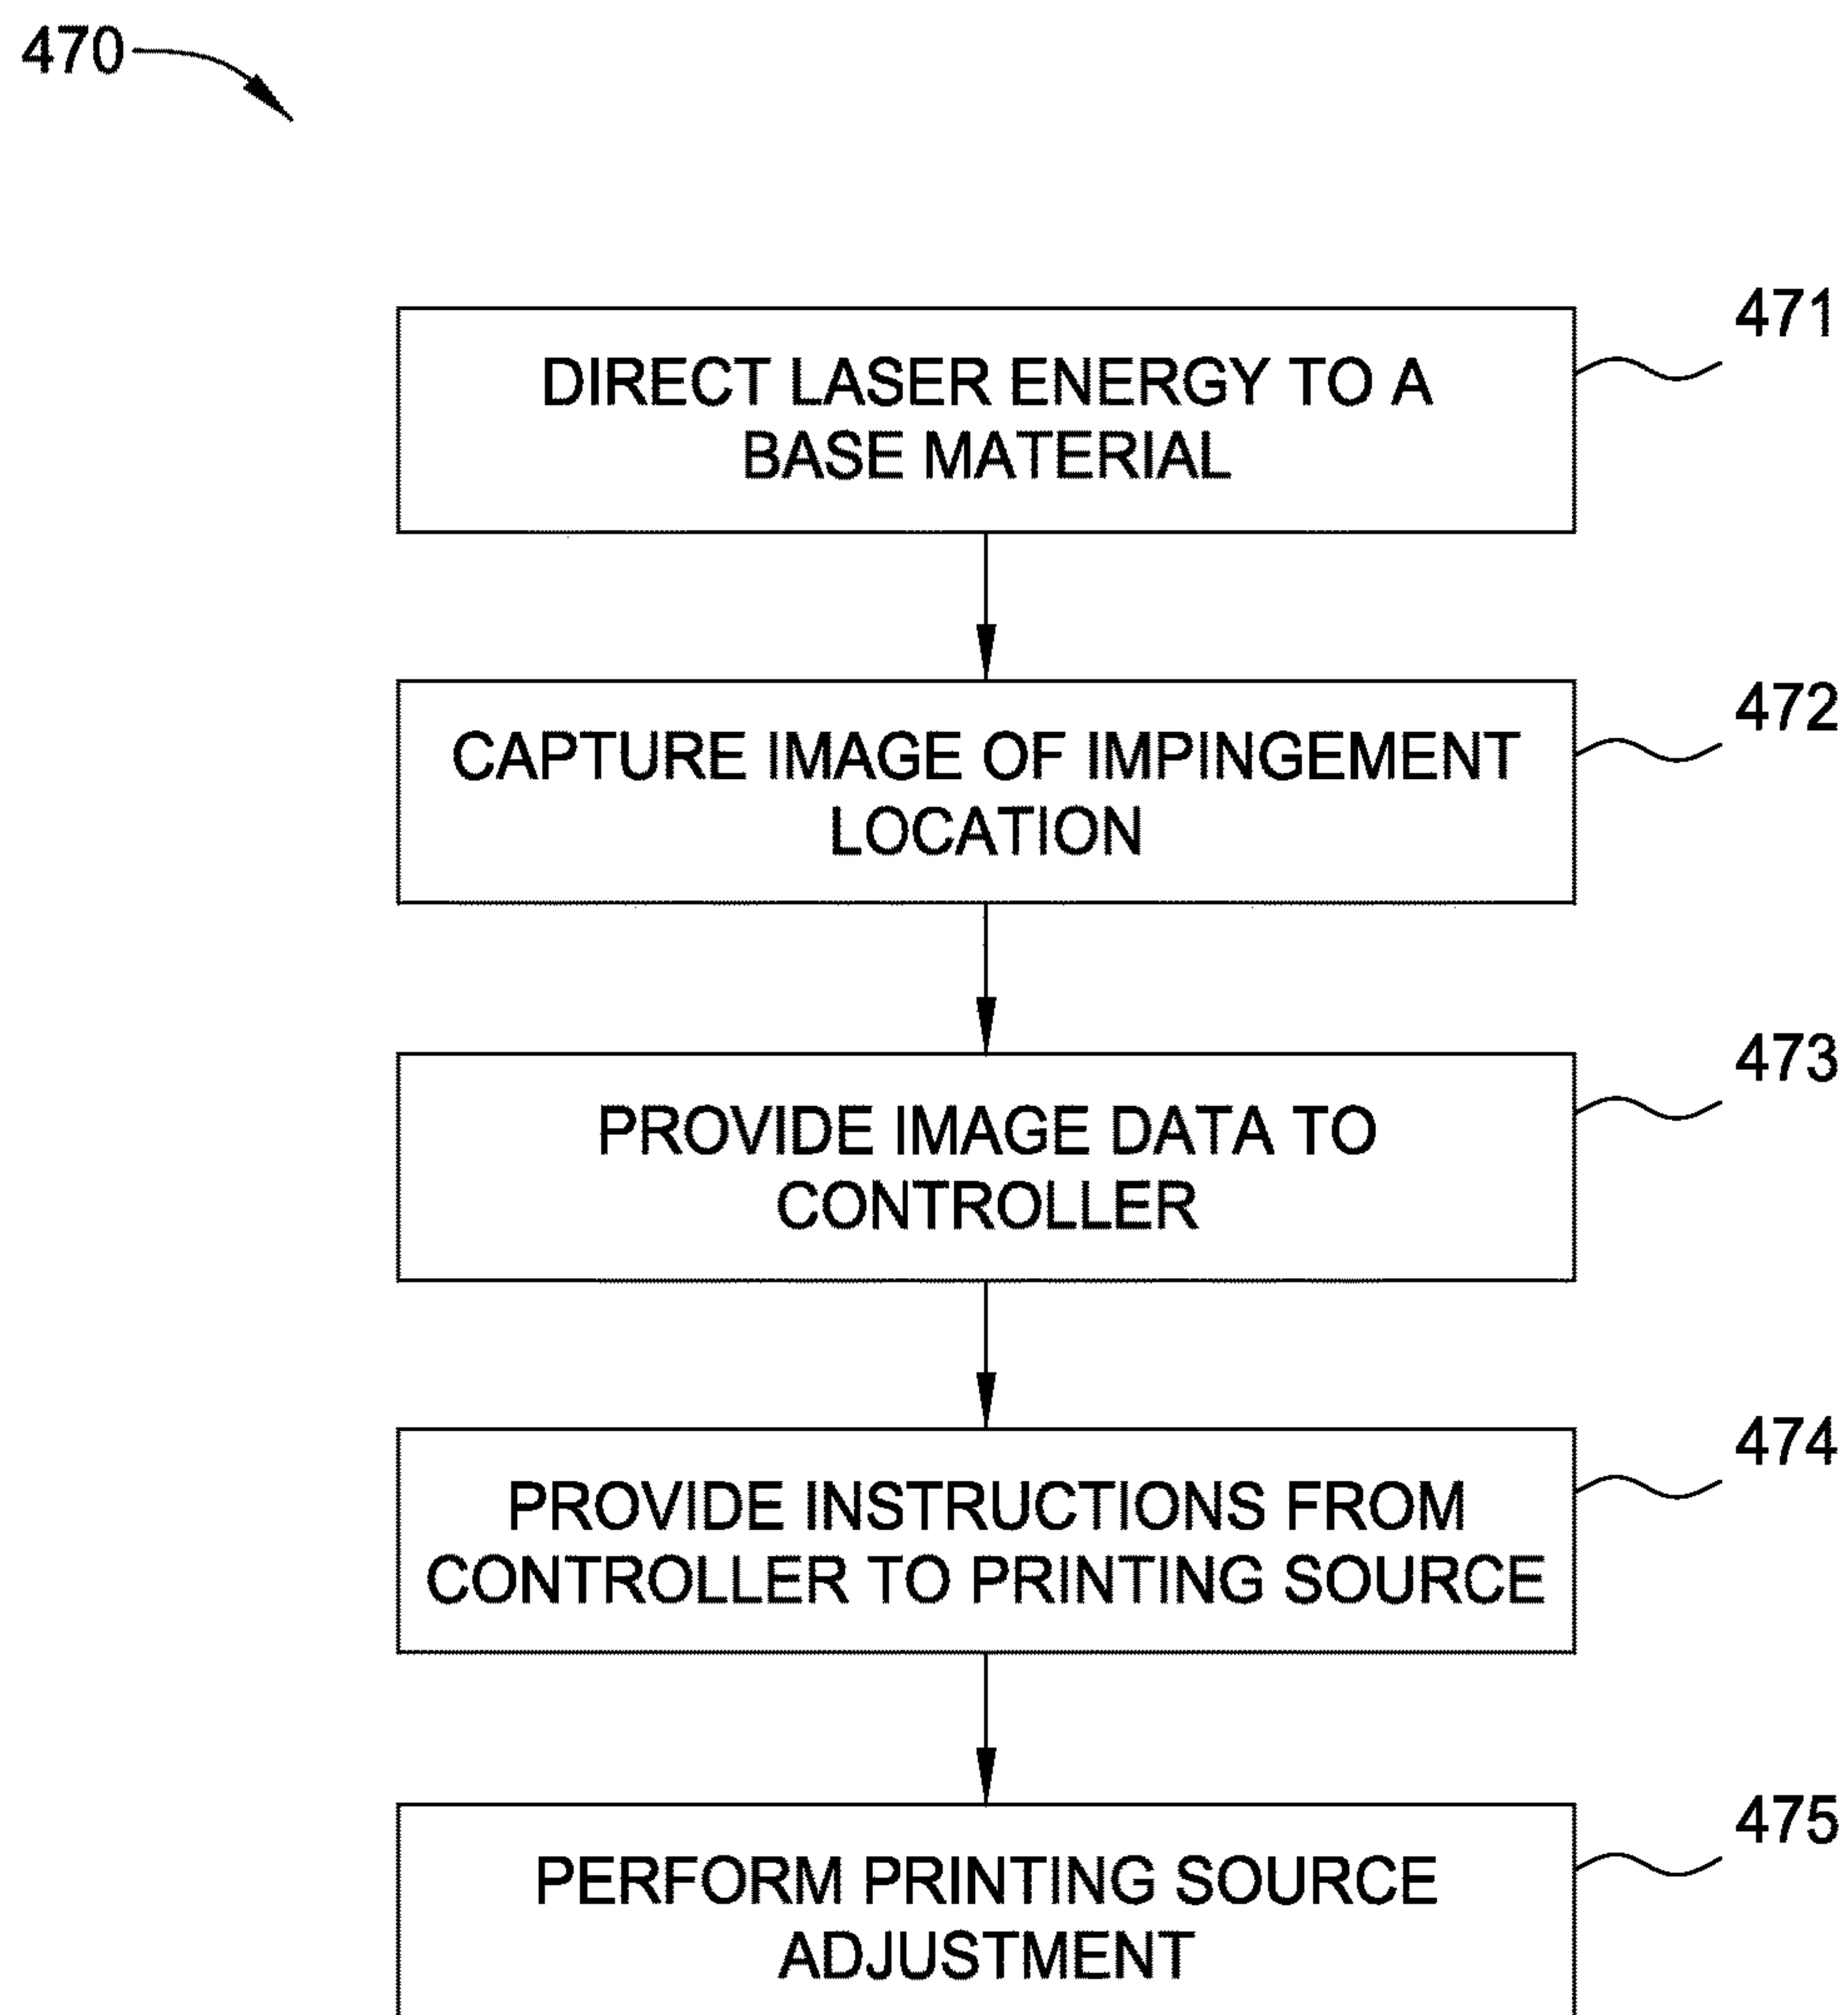 470
471
DIRECT LASER ENERGY TO A
BASE MATERIAL
472
CAPTURE IMAGE OF IMPINGEMENT
LOCATION
473
PROVIDE IMAGE DATA TO
CONTROLLER
474
PROVIDE INSTRUCTIONS FROM
CONTROLLER TO PRINTING SOURCE
475
PERFORM PRINTING SOURCE
ADJUSTMENT